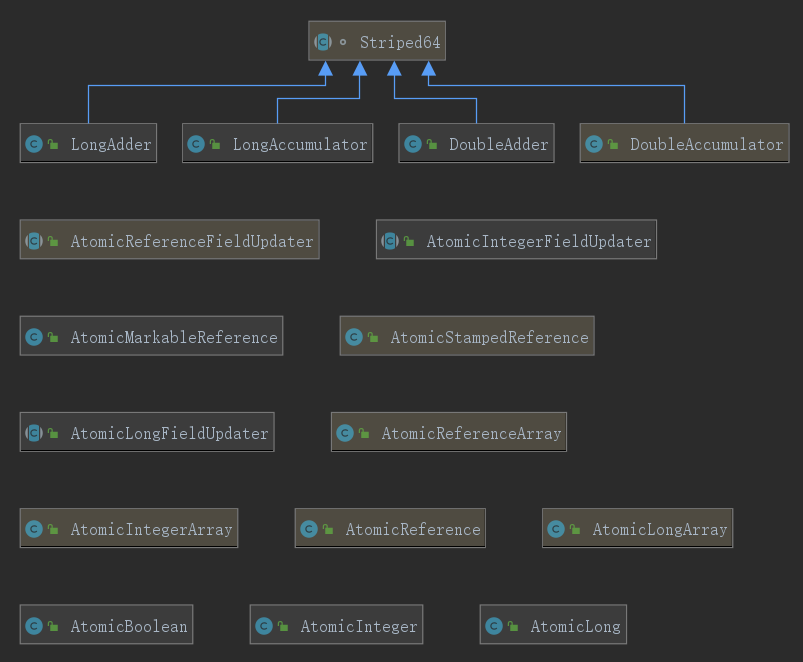 Striped64
LongAdder LongAccumulator DoubleAdder DoubleAccumulator
AtomicReferenceFieldUpdater AtomicIntegerFieldUpdater
AtomicMarkableReference AtomicStampedReference
AtomicLongFieldUpdater AtomicReferenceArray
AtomicIntegerArray AtomicReference AtomicLongArray
AtomicBoolean AtomicInteger AtomicLong